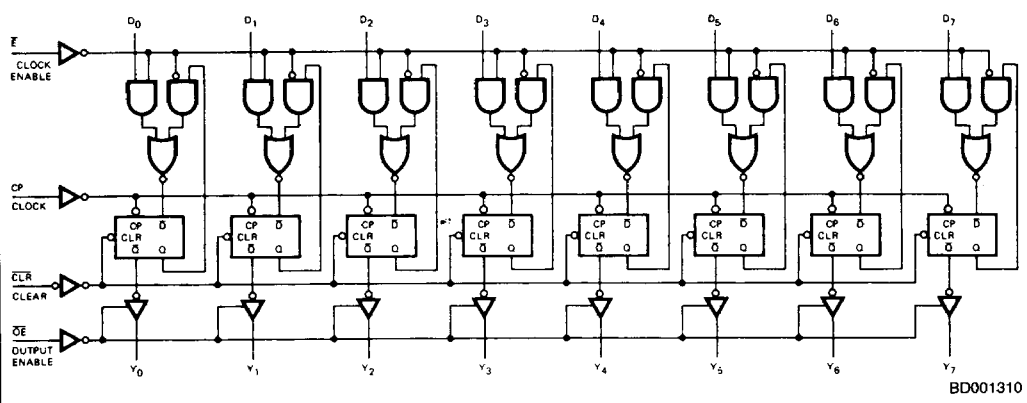 D0 D1 D2 D3 D4 D5 D6 D7
E̅
CLOCK
ENABLE
CP
CLOCK
CP D̅ CP D̅ CP D̅ CP D̅ CP D̅ CP D̅ CP D̅ CP D̅
CLR CLR CLR CLR CLR CLR CLR CLR
Q̅ Q Q̅ Q Q̅ Q Q̅ Q Q̅ Q Q̅ Q Q̅ Q Q̅ Q
C̅L̅R̅
CLEAR
O̅E̅
OUTPUT
ENABLE
Y0 Y1 Y2 Y3 Y4 Y5 Y6 Y7
BD001310